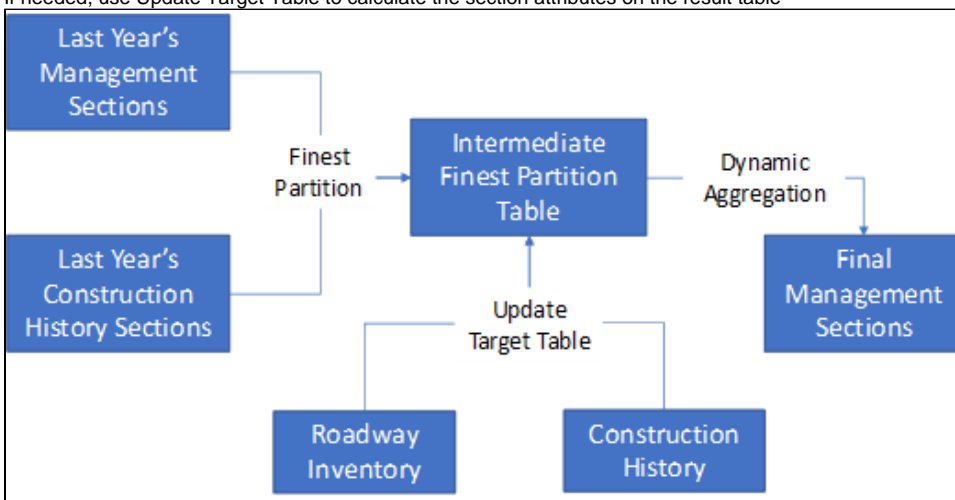 if needed, use Update Target Table to calculate the section attributes on the result table
Last Year's
Management
Sections
Finest
Partition
Intermediate
Finest Partition
Table
Dynamic
Aggregation
Last Year's
Construction
History Sections
Update
Target Table
Final
Management
Sections
Roadway
Inventory
Construction
History